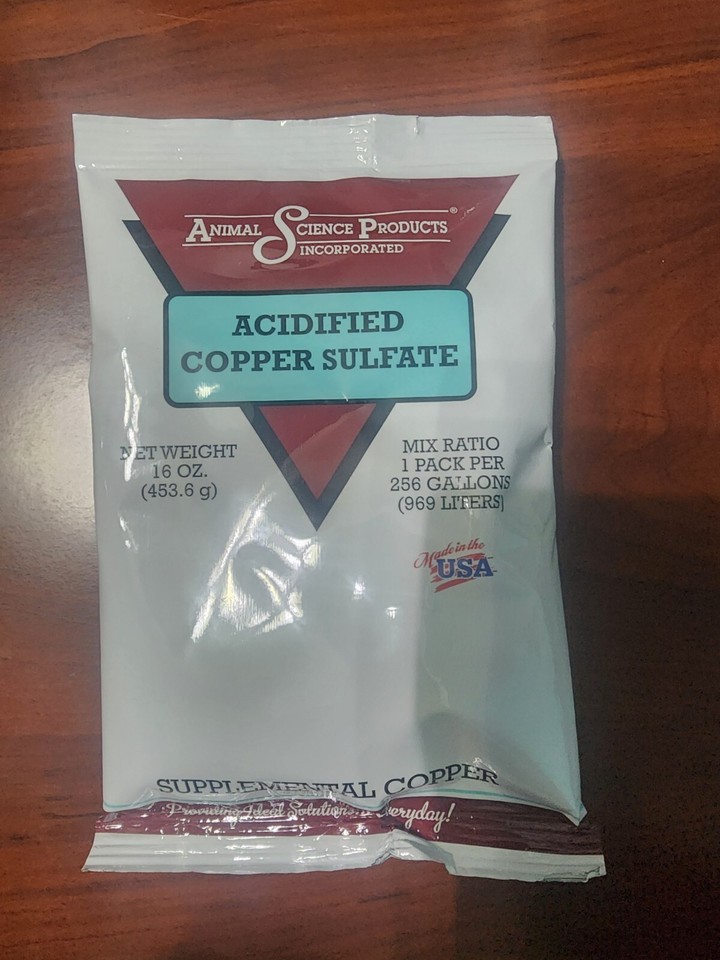 ANIMAL SCIENCE PRODUCTS®
INCORPORATED
ACIDIFIED
COPPER SULFATE
NET WEIGHT
16 OZ.
(453.6 g)
MIX RATIO
1 PACK PER
256 GALLONS
(969 LITERS)
Made in the
USA
SUPPLEMENTAL COPPER
Providing Ideal Solutions Everyday!